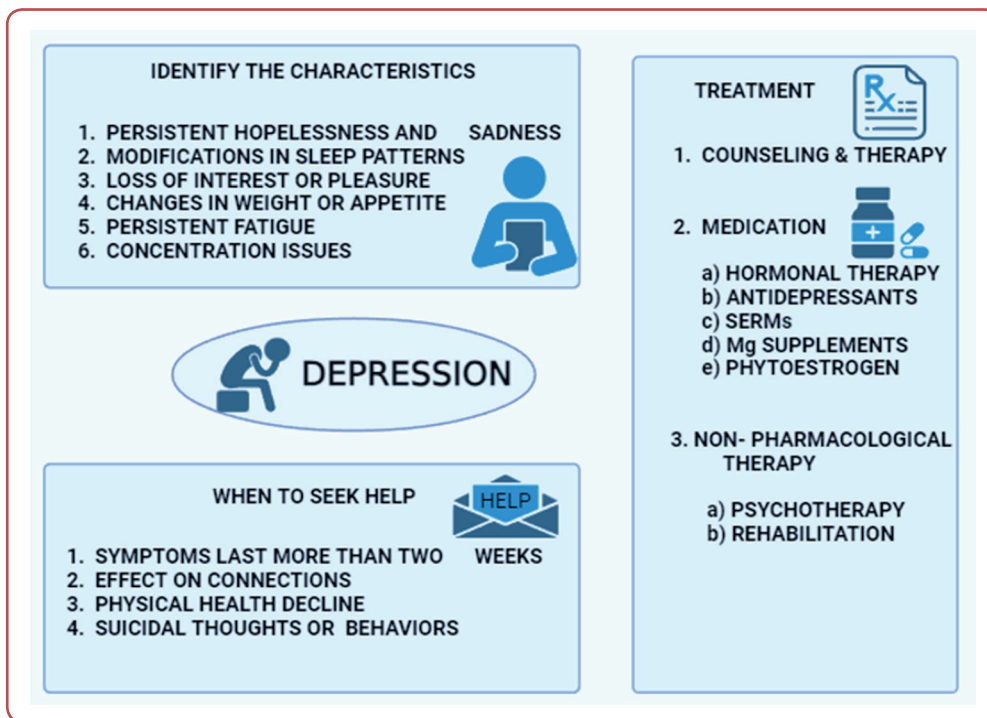 IDENTIFY THE CHARACTERISTICS
1. PERSISTENT HOPELESSNESS AND SADNESS
2. MODIFICATIONS IN SLEEP PATTERNS
3. LOSS OF INTEREST OR PLEASURE
4. CHANGES IN WEIGHT OR APPETITE
5. PERSISTENT FATIGUE
6. CONCENTRATION ISSUES
DEPRESSION
WHEN TO SEEK HELP
HELP
1. SYMPTOMS LAST MORE THAN TWO WEEKS
2. EFFECT ON CONNECTIONS
3. PHYSICAL HEALTH DECLINE
4. SUICIDAL THOUGHTS OR BEHAVIORS
TREATMENT
Rx
1. COUNSELING & THERAPY
2. MEDICATION
a) HORMONAL THERAPY
b) ANTIDEPRESSANTS
c) SERMs
d) Mg SUPPLEMENTS
e) PHYTOESTROGEN
3. NON- PHARMACOLOGICAL
THERAPY
a) PSYCHOTHERAPY
b) REHABILITATION